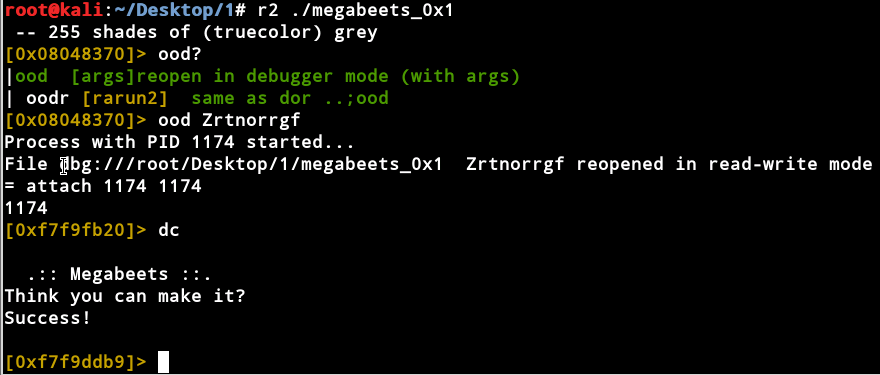 root@kali:~/Desktop/1# r2 ./megabeets_0x1
 -- 255 shades of (truecolor) grey
[0x08048370]> ood?
|ood  [args]reopen in debugger mode (with args)
| oodr [rarun2]  same as dor ..;ood
[0x08048370]> ood Zrtnorrgf
Process with PID 1174 started...
File dbg:///root/Desktop/1/megabeets_0x1  Zrtnorrgf reopened in read-write mode
= attach 1174 1174
1174
[0xf7f9fb20]> dc
  .:: Megabeets ::.
Think you can make it?
Success!
[0xf7f9ddb9]>